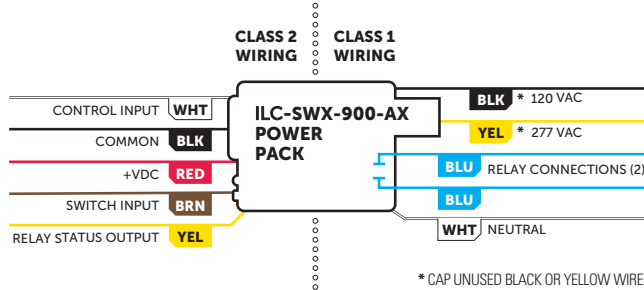 CLASS 2 WIRING
CLASS 1 WIRING
ILC-SWX-900-AX
POWER
PACK
CONTROL INPUT WHT
COMMON BLK
+VDC RED
SWITCH INPUT BRN
RELAY STATUS OUTPUT YEL
BLK * 120 VAC
YEL * 277 VAC
BLU RELAY CONNECTIONS (2)
BLU
WHT NEUTRAL
* CAP UNUSED BLACK OR YELLOW WIRE